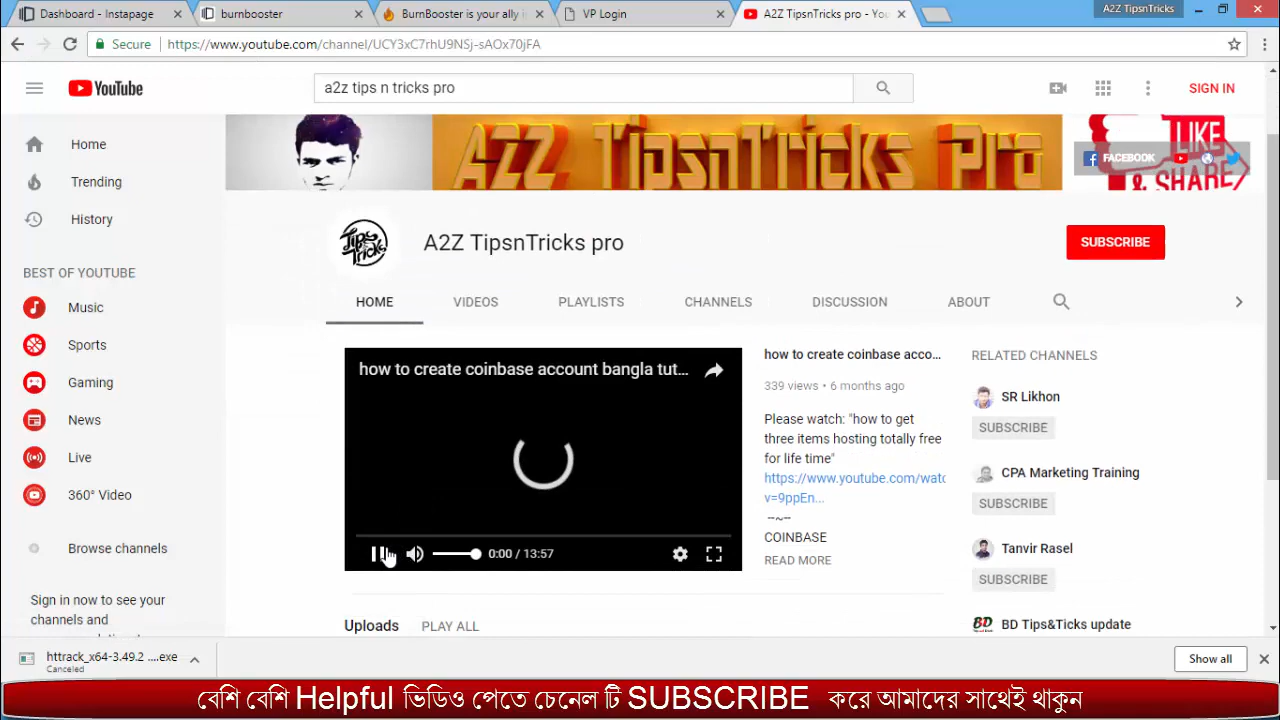 Dashboard - Instapage
burnbooster
BurnBooster is your ally i
VP Login
A2Z TipsnTricks pro - You
A2Z TipsnTricks
Secure
https://www.youtube.com/channel/UCY3xC7rhU9NSj-sAOx70jFA
YouTube
a2z tips n tricks pro
SIGN IN
Home
Trending
History
BEST OF YOUTUBE
Music
Sports
Gaming
News
Live
360° Video
Browse channels
Sign in now to see your
channels and
A2Z TipsnTricks Pro
FACEBOOK
LIKE
& SHARE
Tips Tricks
A2Z TipsnTricks pro
SUBSCRIBE
HOME
VIDEOS
PLAYLISTS
CHANNELS
DISCUSSION
ABOUT
how to create coinbase account bangla tut...
0:00 / 13:57
how to create coinbase acco...
339 views • 6 months ago
Please watch: "how to get
three items hosting totally free
for life time"
https://www.youtube.com/watc
v=9ppEn...
--~--
COINBASE
READ MORE
RELATED CHANNELS
SR Likhon
SUBSCRIBE
CPA Marketing Training
SUBSCRIBE
Tanvir Rasel
SUBSCRIBE
BD
BD Tips&Ticks update
Uploads
PLAY ALL
httrack_x64-3.49.2 ....exe
Canceled
Show all
বেশি বেশি Helpful ভিডিও পেতে চেনেল টি SUBSCRIBE করে আমাদের সাথেই থাকুন